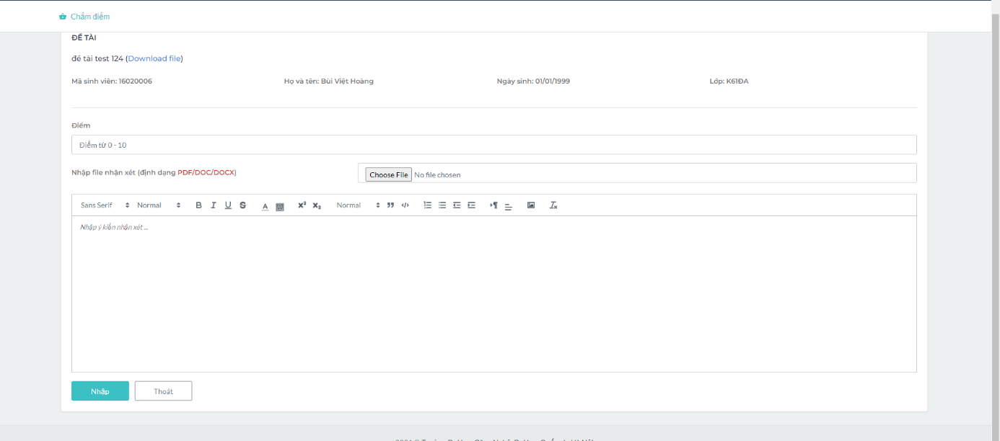 Chấm điểm
ĐỀ TÀI
đề tài test 124 (Download file)
Mã sinh viên: 16020006 Họ và tên: Bùi Việt Hoàng Ngày sinh: 01/01/1999 Lớp: K61ĐA
Điểm
Điểm từ 0 - 10
Nhập file nhận xét (định dạng PDF/DOC/DOCX) Choose File No file chosen
Sans Serif Normal B I U S A x² x₂ Normal
Nhập ý kiến nhận xét ...
Nhập Thoát